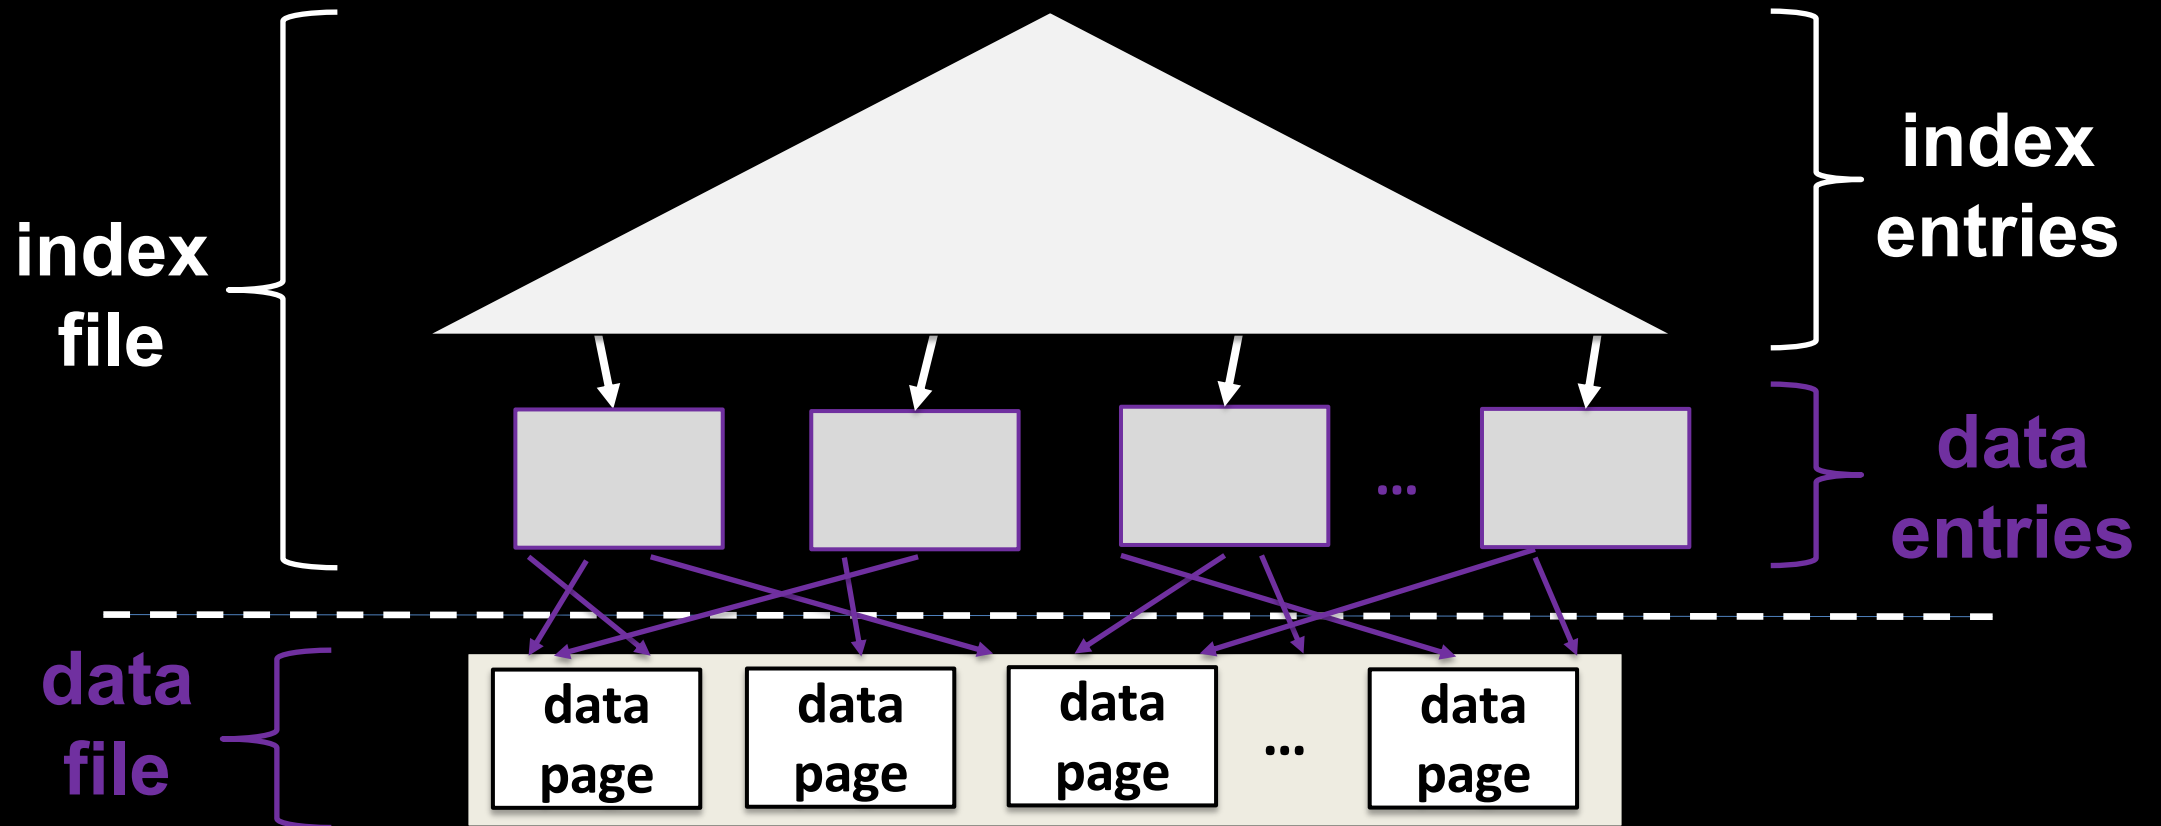 index
file
index
entries
data
entries
...
data
file
data
page
data
page
data
page
...
data
page